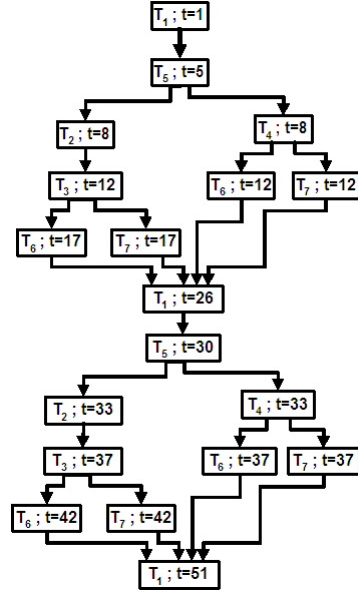 T1 ; t=1
T5 ; t=5
T2 ; t=8
T4 ; t=8
T3 ; t=12
T6 ; t=12
T7 ; t=12
T6 ; t=17
T7 ; t=17
T1 ; t=26
T5 ; t=30
T2 ; t=33
T4 ; t=33
T3 ; t=37
T6 ; t=37
T7 ; t=37
T6 ; t=42
T7 ; t=42
T1 ; t=51